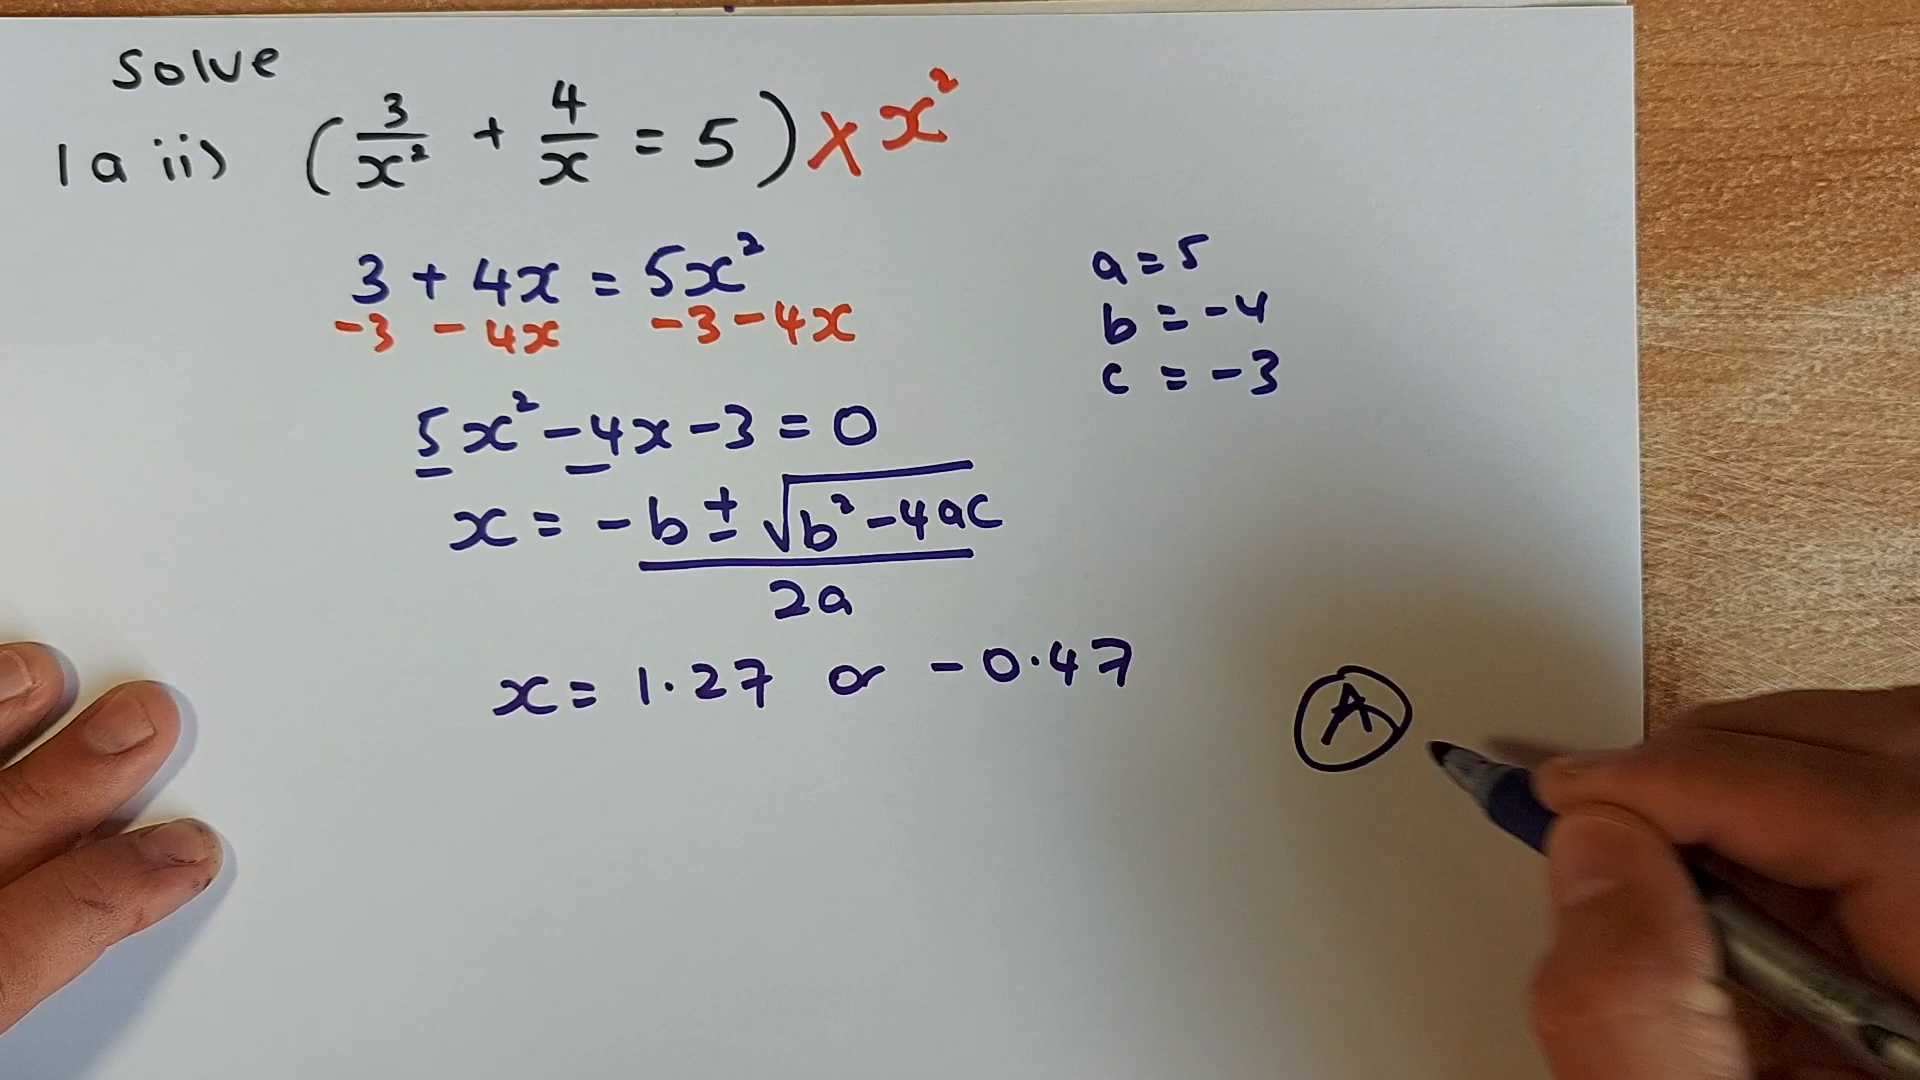 Solve
1a ii) (3/x² + 4/x = 5) × x²
3 + 4x = 5x²
-3 - 4x -3 - 4x
5x² - 4x - 3 = 0
x = -b ± √b² - 4ac
2a
x = 1.27 or -0.47
a = 5
b = -4
c = -3
A